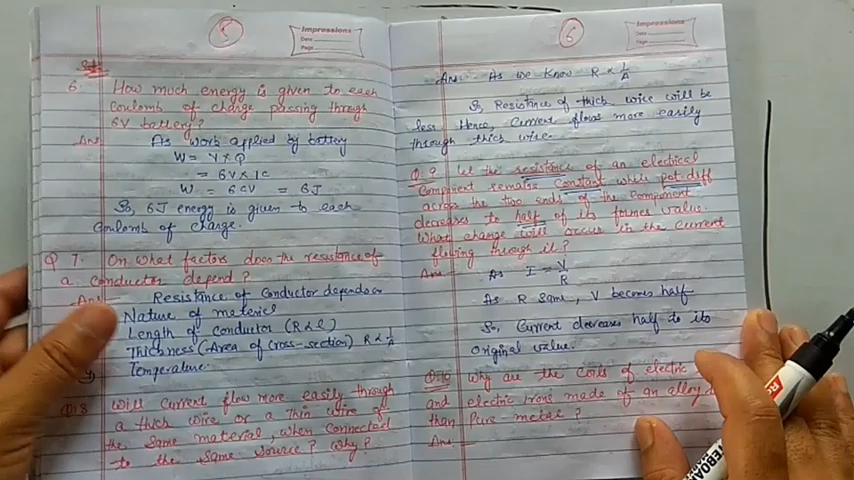 5
Impressions
Date
Page
6. How much energy is given to each
Coulomb of charge passing through
6V battery?
Ans As work applied by battery
W = V × Q
= 6V × 1C
W = 6CV = 6J
So, 6J energy is given to each
Coulomb of charge.
Q 7. On what factors does the resistance of
a conductor depend?
Ans Resistance of Conductor depends on
Nature of material
Length of conductor (R ∝ l)
Thickness (Area of Cross-section) R ∝ 1/A
Temperature.
Q.8 Will Current flow more easily through
a thick wire or a thin wire of
the same material, when connected
to the same source? Why?
6
Impressions
Date
Page
Ans. As we know R ∝ 1/A
So, Resistance of thick wire will be
less. Hence, Current flows more easily
through thick wire.
Q.9 Let the resistance of an electrical
Component remains Constant while pot. diff
across the two ends of the component
decreases to half of its former value.
What change will occur in the current
flowing through it?
Ans As I = V/R
As R same, V becomes half
So, Current decreases half to its
original value.
Q.10 Why are the coils of electric
and electric irons made of an alloy
than Pure metal?
Ans